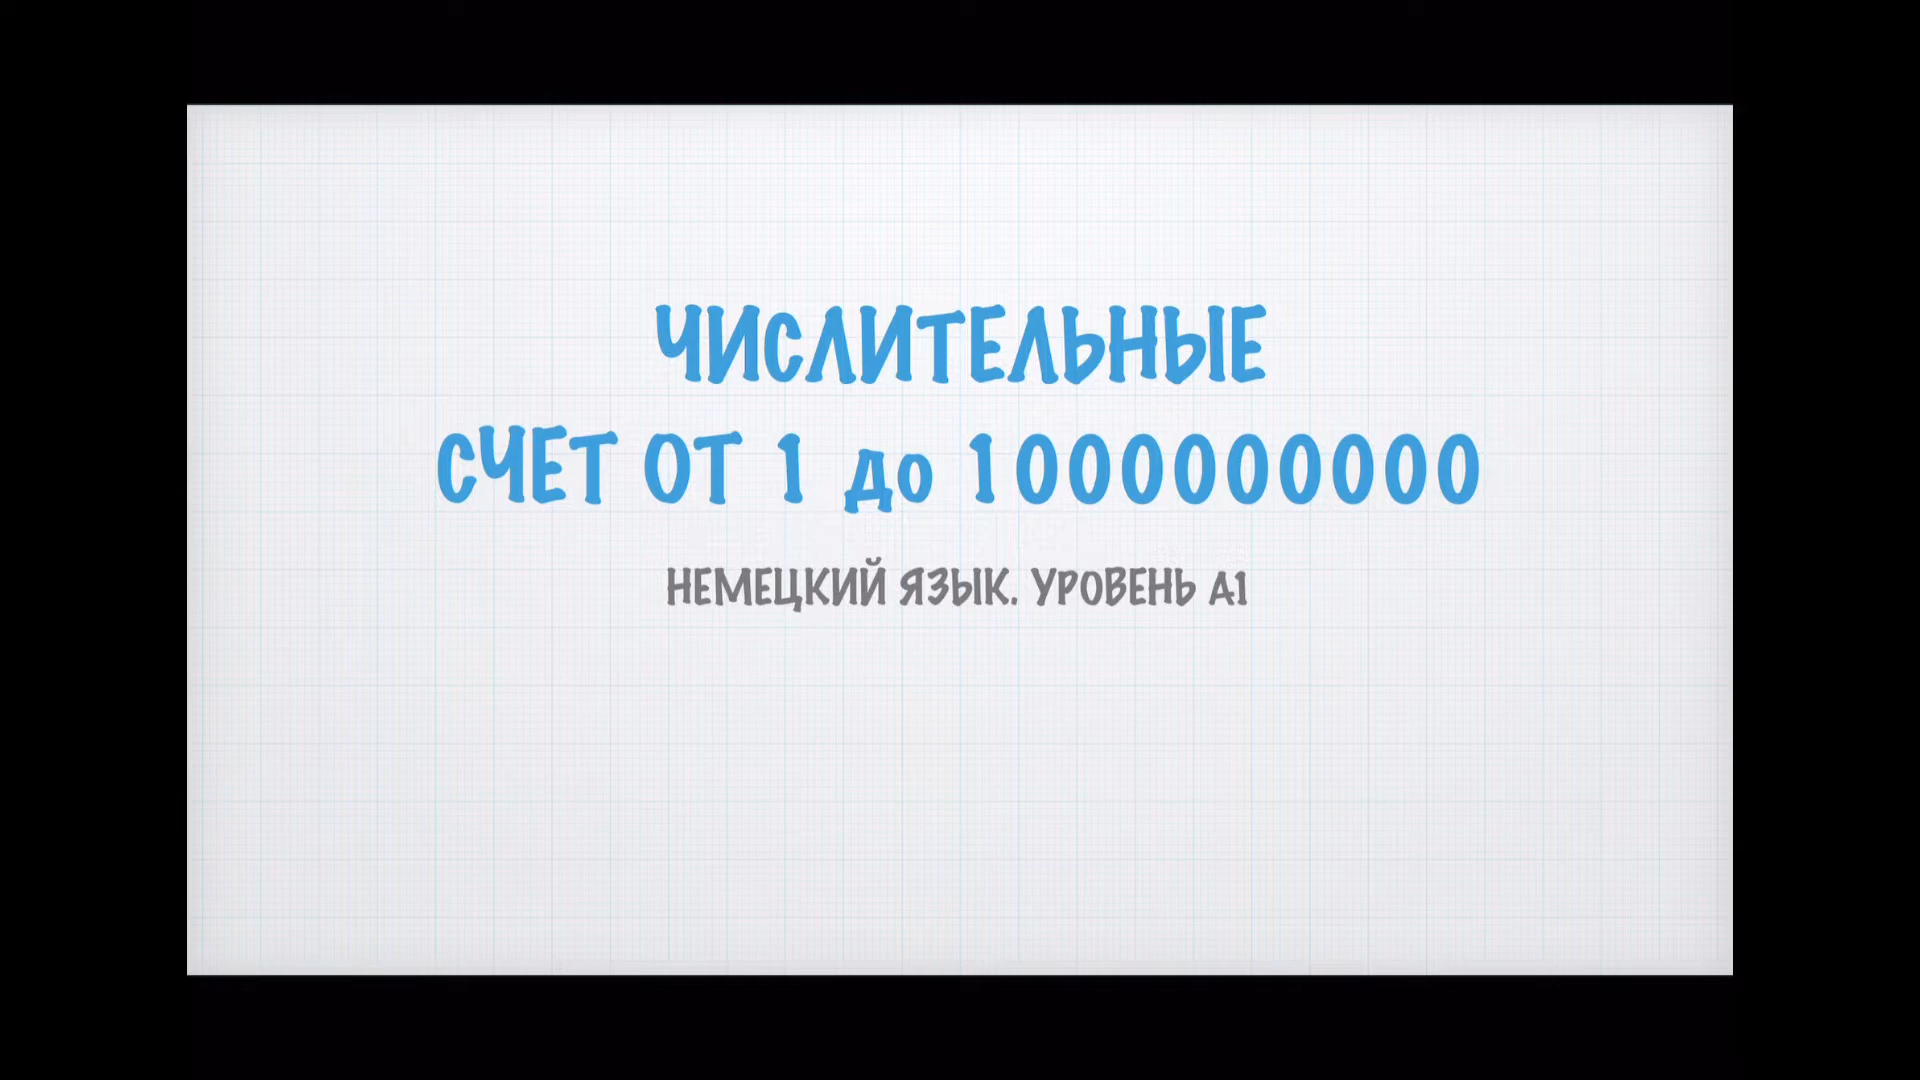 ЧИСЛИТЕЛЬНЫЕ
СЧЕТ ОТ 1 до 1000000000
НЕМЕЦКИЙ ЯЗЫК. УРОВЕНЬ А1